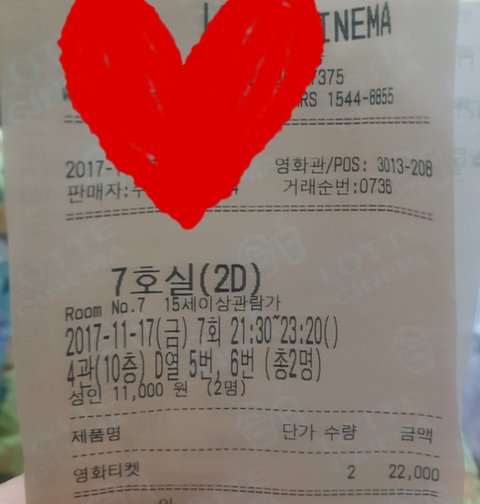 CINEMA
7375
ARS 1544-8855
2017-1 영화관/POS: 3013-208
판매자: 4 거래순번:0736
7호실(2D)
Room No.7 15세이상관람가
2017-11-17(금) 7회 21:30~23:20()
4관(10층) D열 5번, 6번 (총2명)
성인 11,000 원 (2명)
제품명 단가 수량 금액
영화티켓 2 22,000